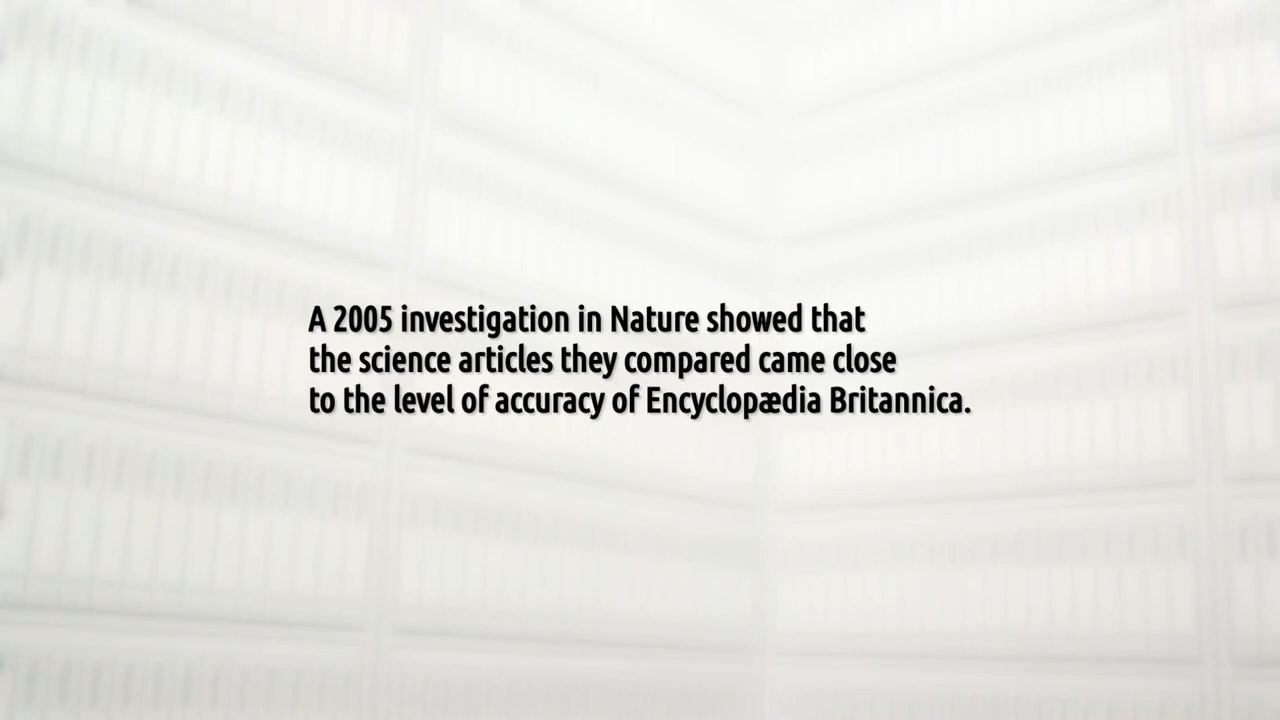 A 2005 investigation in Nature showed that
the science articles they compared came close
to the level of accuracy of Encyclopædia Britannica.